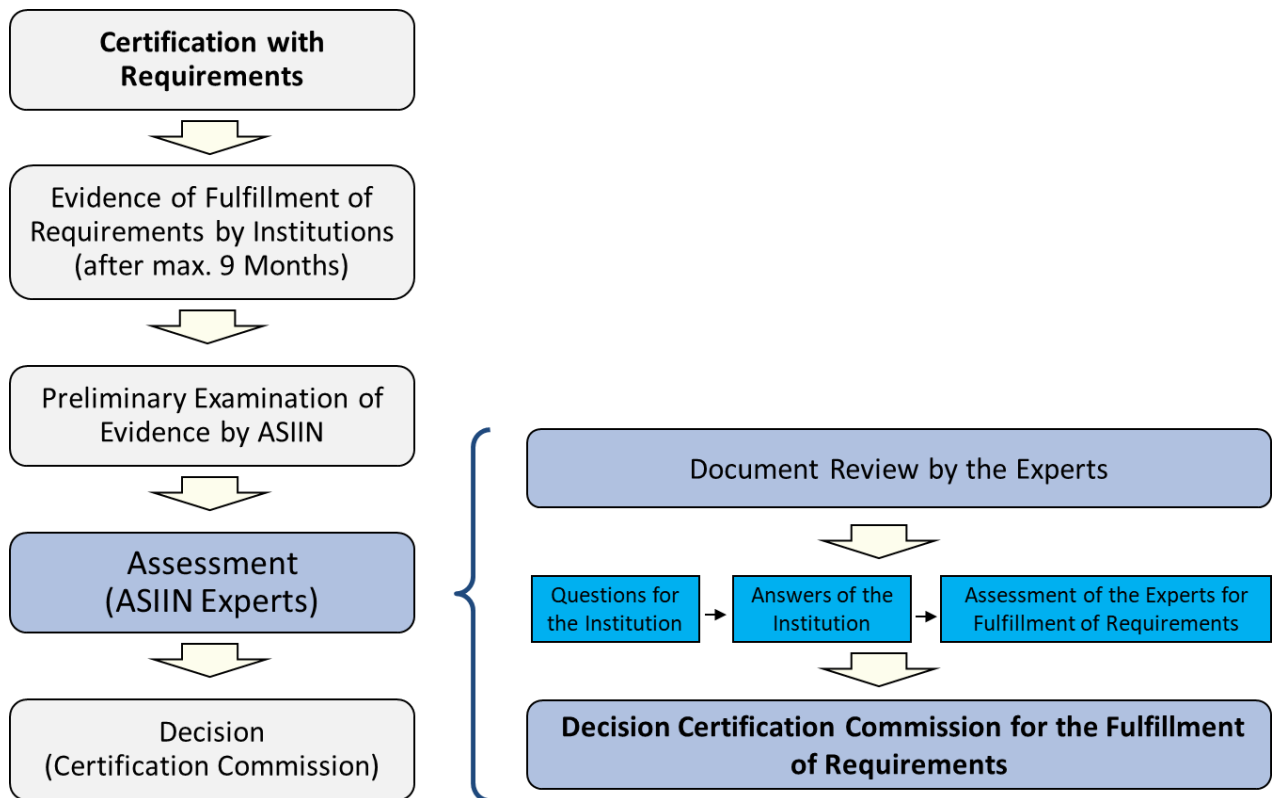 Certification with
Requirements
Evidence of Fulfillment of
Requirements by Institutions
(after max. 9 Months)
Preliminary Examination of
Evidence by ASIIN
Assessment
(ASIIN Experts)
Decision
(Certification Commission)
Document Review by the Experts
Questions for
the Institution
Answers of the
Institution
Assessment of the Experts for
Fulfillment of Requirements
Decision Certification Commission for the Fulfillment
of Requirements